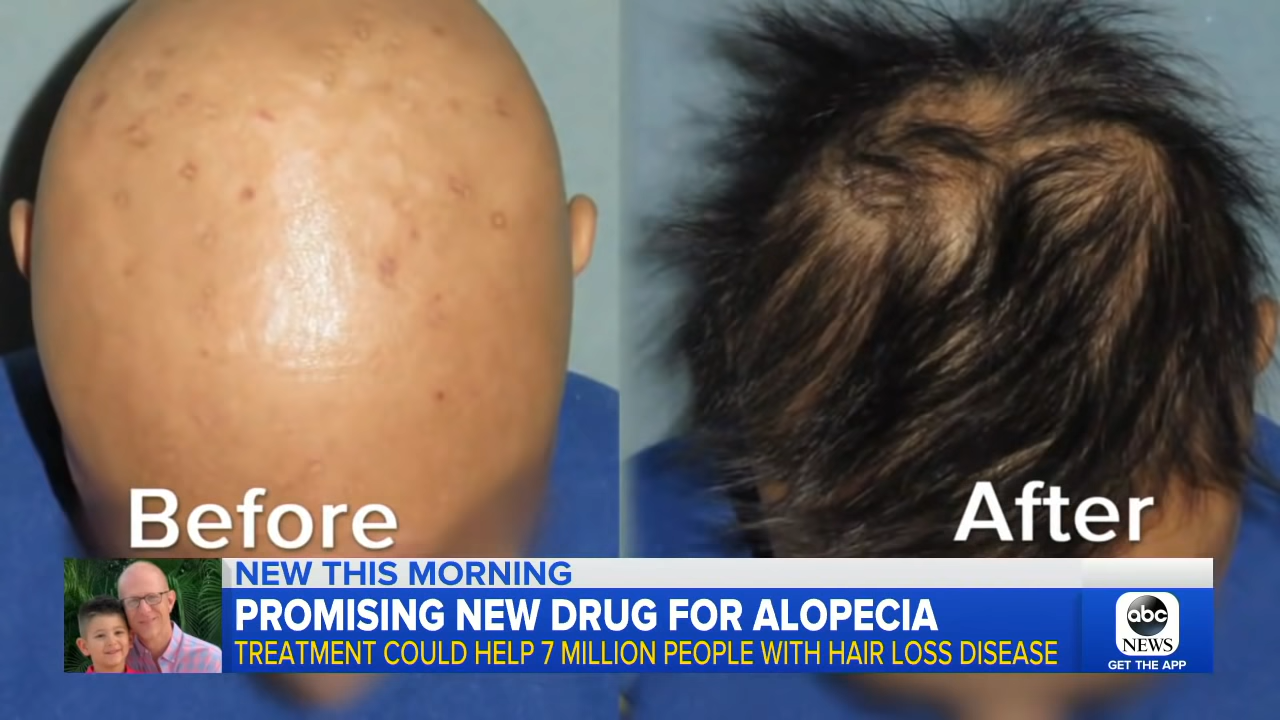 Before
After
NEW THIS MORNING
PROMISING NEW DRUG FOR ALOPECIA
TREATMENT COULD HELP 7 MILLION PEOPLE WITH HAIR LOSS DISEASE
abc
NEWS
GET THE APP